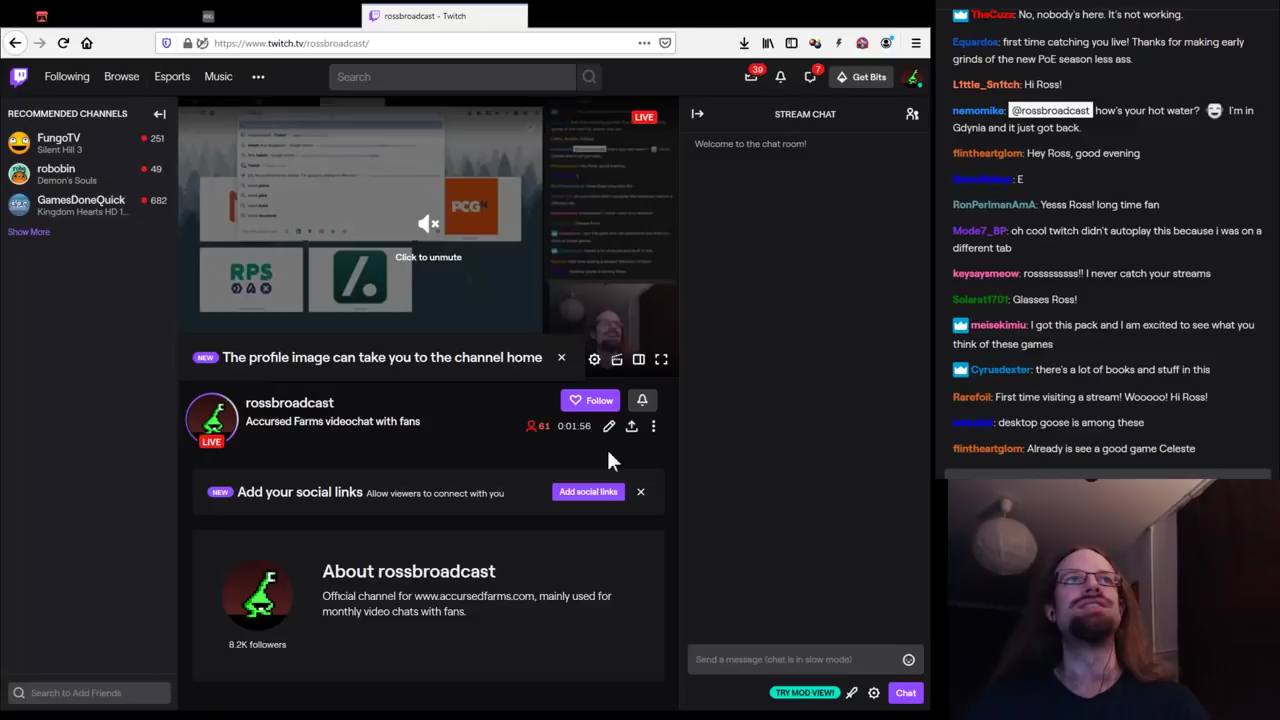 rossbroadcast - Twitch
https://www.twitch.tv/rossbroadcast/
Following
Browse
Esports
Music
Search
39
7
Get Bits
RECOMMENDED CHANNELS
FungoTV
251
Silent Hill 3
robobin
49
Demon's Souls
GamesDoneQuick
682
Kingdom Hearts HD 1...
Show More
Search to Add Friends
LIVE
PCG
RPS
Click to unmute
NEW The profile image can take you to the channel home
rossbroadcast
Accursed Farms videochat with fans
LIVE
Follow
61
0:01:56
NEW Add your social links Allow viewers to connect with you
Add social links
About rossbroadcast
Official channel for www.accursedfarms.com, mainly used for
monthly video chats with fans.
8.2K followers
STREAM CHAT
Welcome to the chat room!
Send a message (chat is in slow mode)
TRY MOD VIEW!
Chat
TheCuzz: No, nobody's here. It's not working.
Equardos: first time catching you live! Thanks for making early
grinds of the new PoE season less ass.
L1ttle_Sn1tch: Hi Ross!
nemomike: @rossbroadcast how's your hot water? I'm in
Gdynia and it just got back.
flintheartglom: Hey Ross, good evening
: E
RonPerlmanAmA: Yesss Ross! long time fan
Mode7_BP: oh cool twitch didn't autoplay this because i was on a
different tab
keysaysmeow: rosssssssss!! I never catch your streams
Solarst1701: Glasses Ross!
meisekimiu: I got this pack and I am excited to see what you
think of these games
Cyrusdexter: there's a lot of books and stuff in this
Rarefoil: First time visiting a stream! Wooooo! Hi Ross!
: desktop goose is among these
flintheartglom: Already is see a good game Celeste